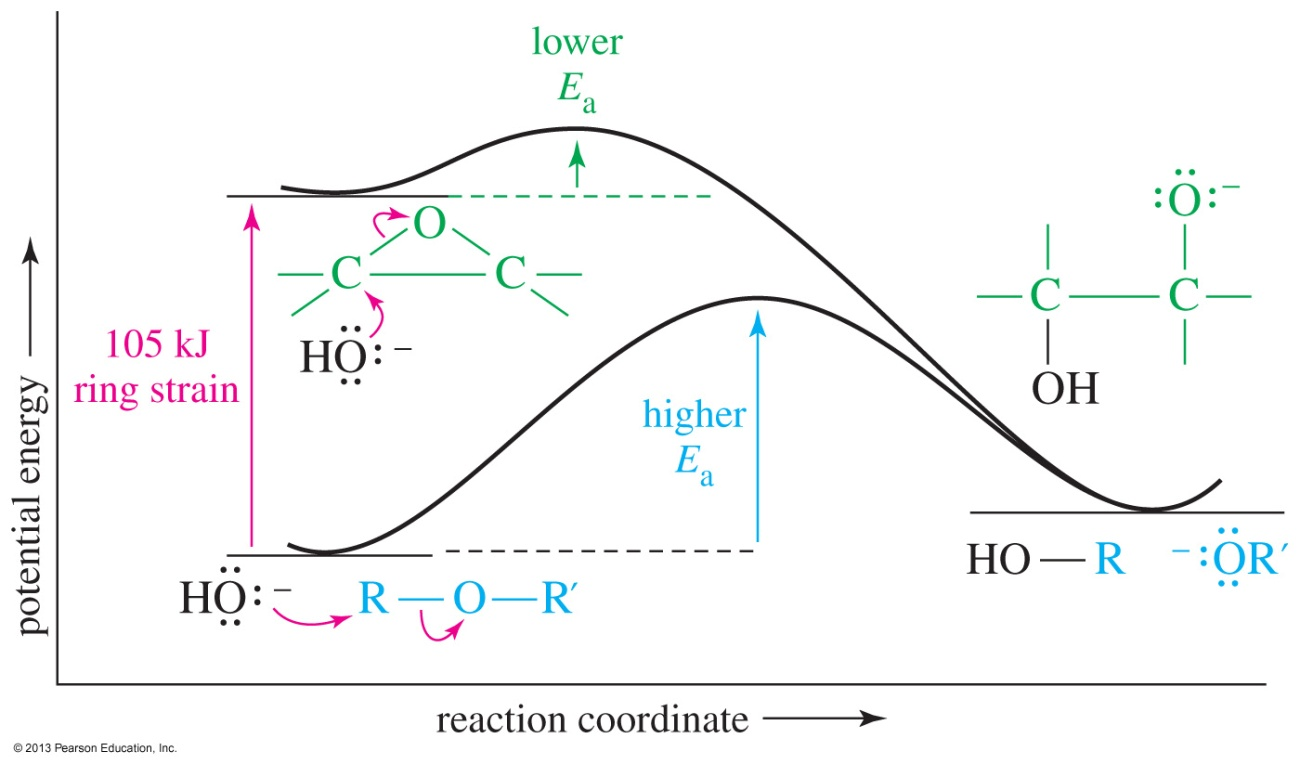 lower
Ea
O
C C
HÖ:⁻
105 kJ
ring strain
higher
Ea
:Ö:⁻
C C
OH
HO—R ⁻:ÖR′
HÖ:⁻ R—O—R′
potential energy
reaction coordinate
© 2013 Pearson Education, Inc.